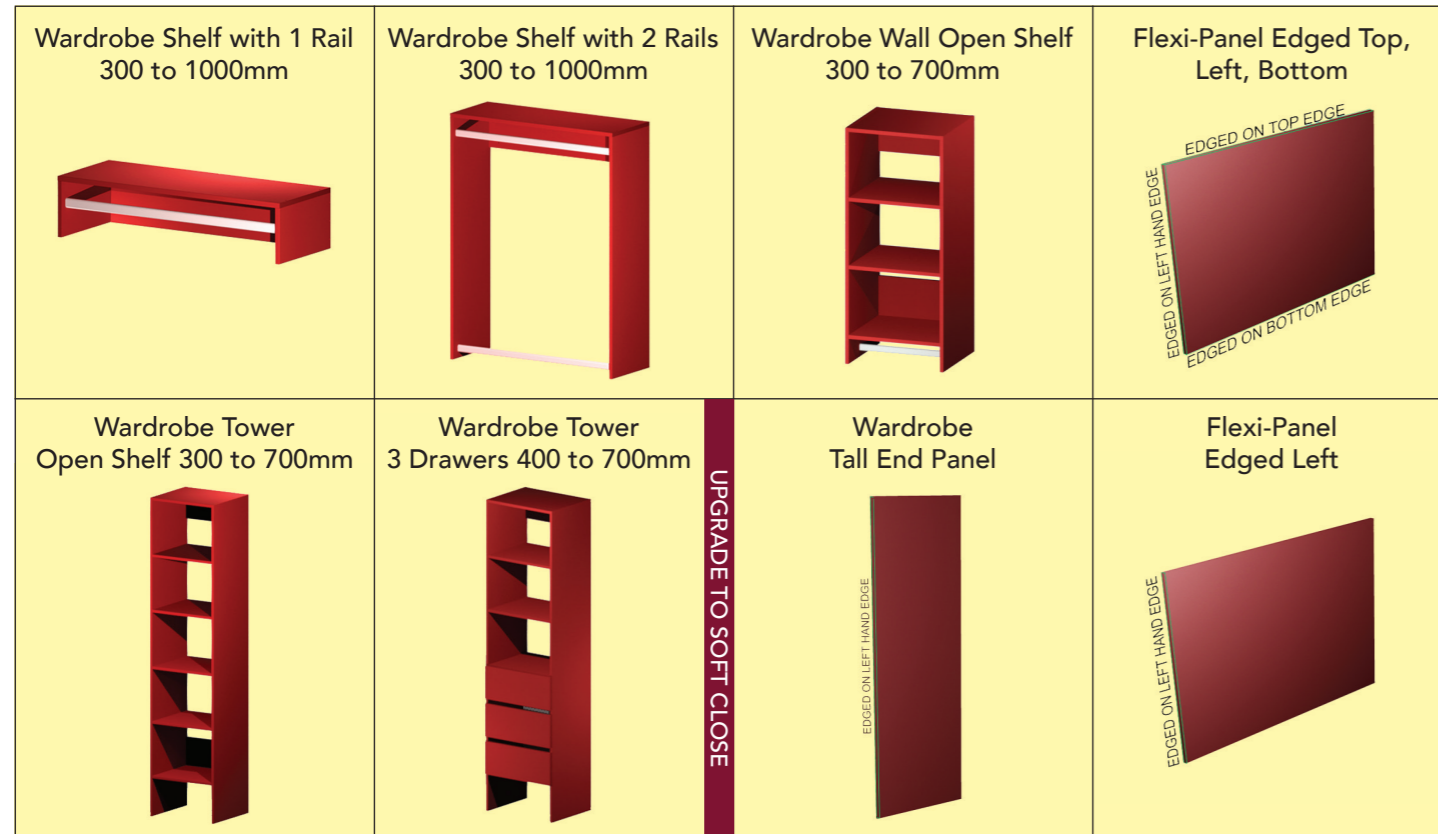 Wardrobe Shelf with 1 Rail
300 to 1000mm
Wardrobe Shelf with 2 Rails
300 to 1000mm
Wardrobe Wall Open Shelf
300 to 700mm
Flexi-Panel Edged Top,
Left, Bottom
EDGED ON TOP EDGE
EDGED ON LEFT HAND EDGE
EDGED ON BOTTOM EDGE
Wardrobe Tower
Open Shelf 300 to 700mm
Wardrobe Tower
3 Drawers 400 to 700mm
UPGRADE TO SOFT CLOSE
Wardrobe
Tall End Panel
EDGED ON LEFT HAND EDGE
Flexi-Panel
Edged Left
EDGED ON LEFT HAND EDGE